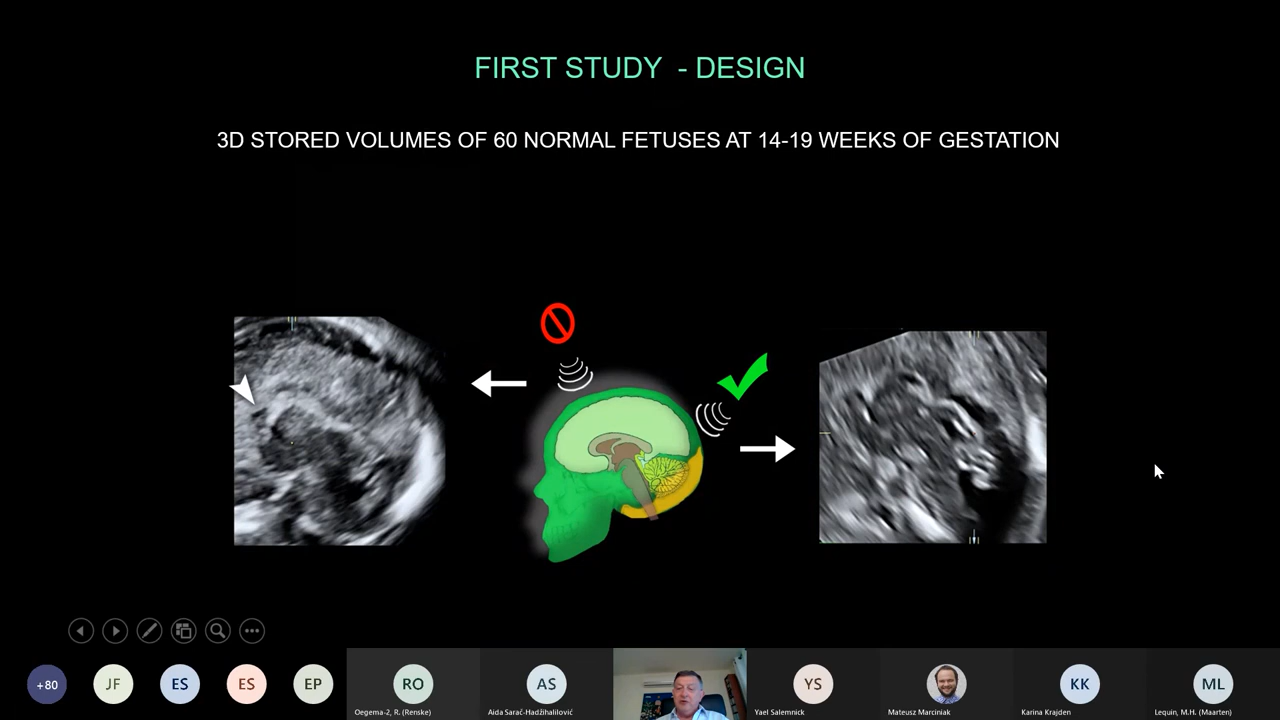 FIRST STUDY - DESIGN
3D STORED VOLUMES OF 60 NORMAL FETUSES AT 14-19 WEEKS OF GESTATION
+80
JF
ES
ES
EP
RO
AS
YS
KK
ML
Oegema-2, R. (Renske)
Aida Sarač-Hadžihalilović
Yael Salemnick
Mateusz Marciniak
Karina Krajden
Lequin, M.H. (Maarten)